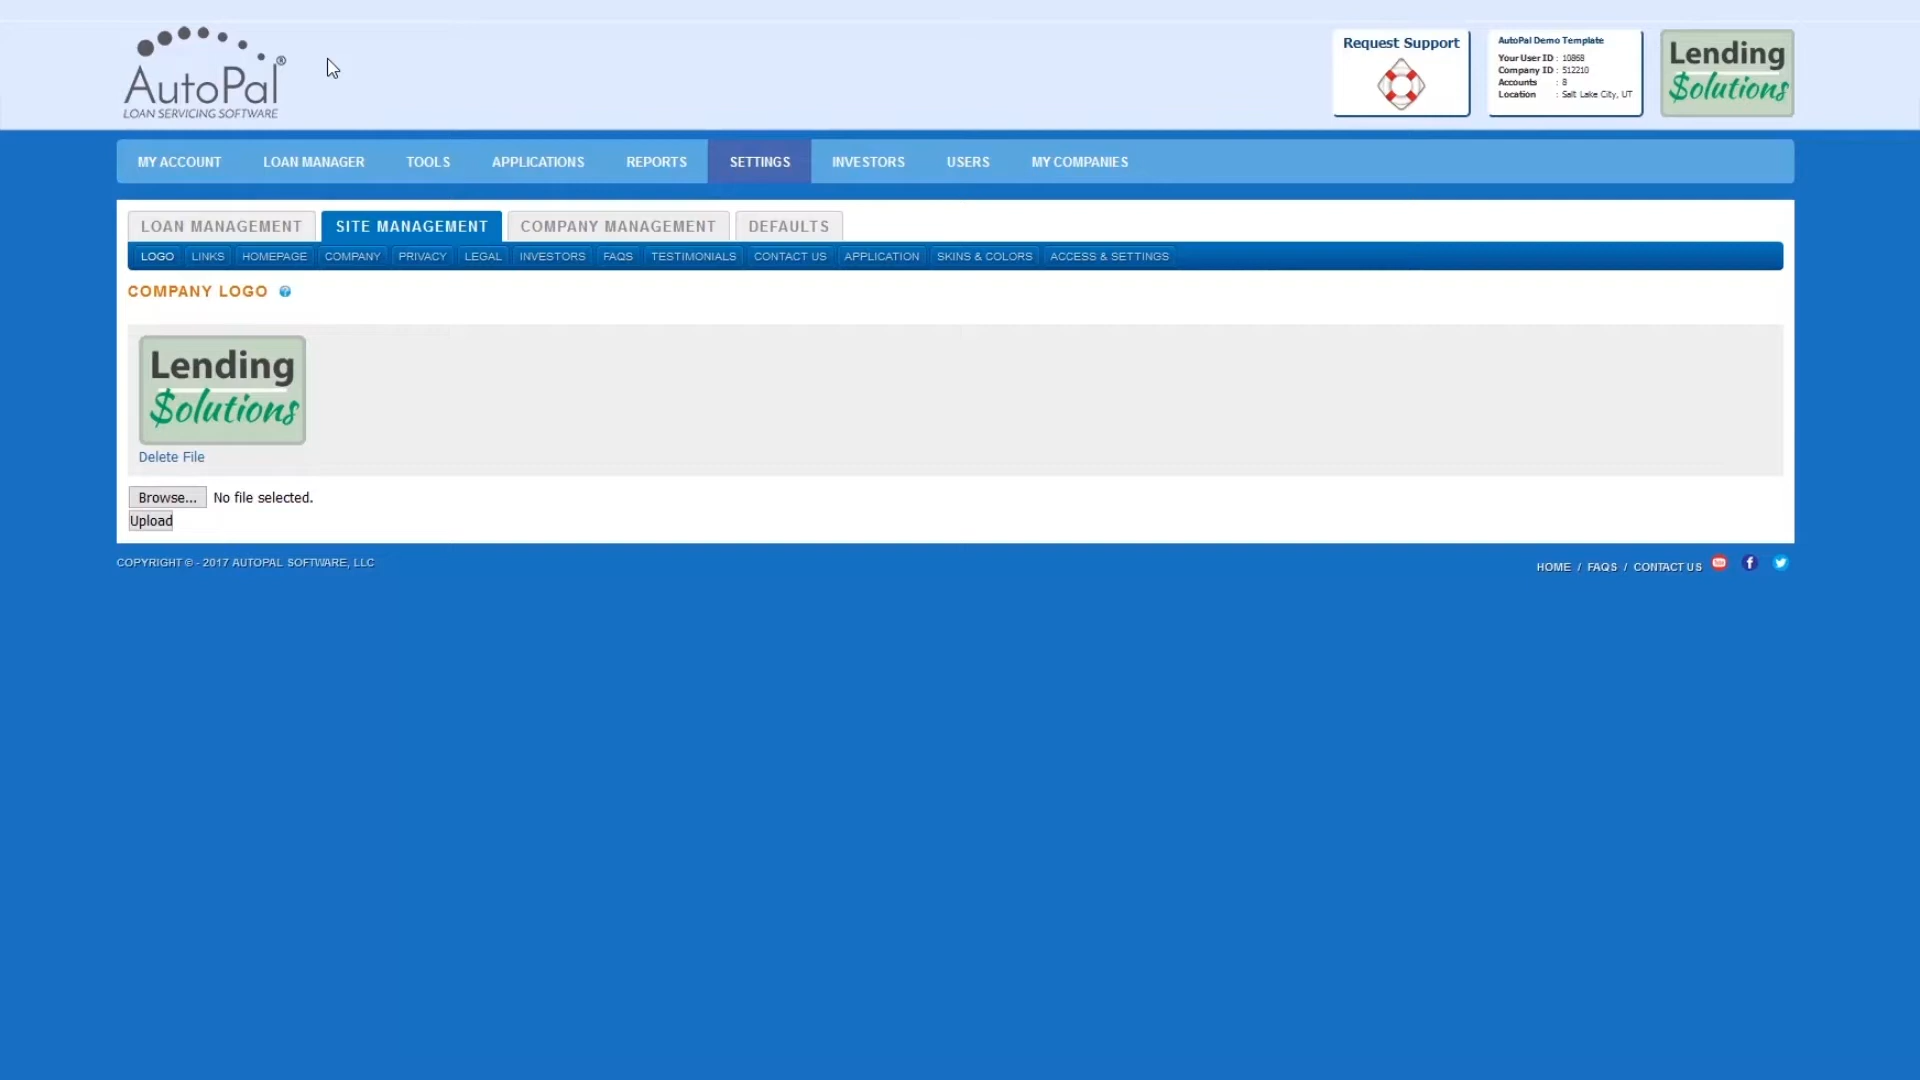 AutoPal®
LOAN SERVICING SOFTWARE
Request Support
AutoPal Demo Template
Your User ID : 10868
Company ID : 512210
Accounts : 8
Location : Salt Lake City, UT
Lending
$olutions
MY ACCOUNT LOAN MANAGER TOOLS APPLICATIONS REPORTS SETTINGS INVESTORS USERS MY COMPANIES
LOAN MANAGEMENT SITE MANAGEMENT COMPANY MANAGEMENT DEFAULTS
LOGO LINKS HOMEPAGE COMPANY PRIVACY LEGAL INVESTORS FAQS TESTIMONIALS CONTACT US APPLICATION SKINS & COLORS ACCESS & SETTINGS
COMPANY LOGO ?
Lending
$olutions
Delete File
Browse... No file selected.
Upload
COPYRIGHT © - 2017 AUTOPAL SOFTWARE, LLC
HOME / FAQS / CONTACT US